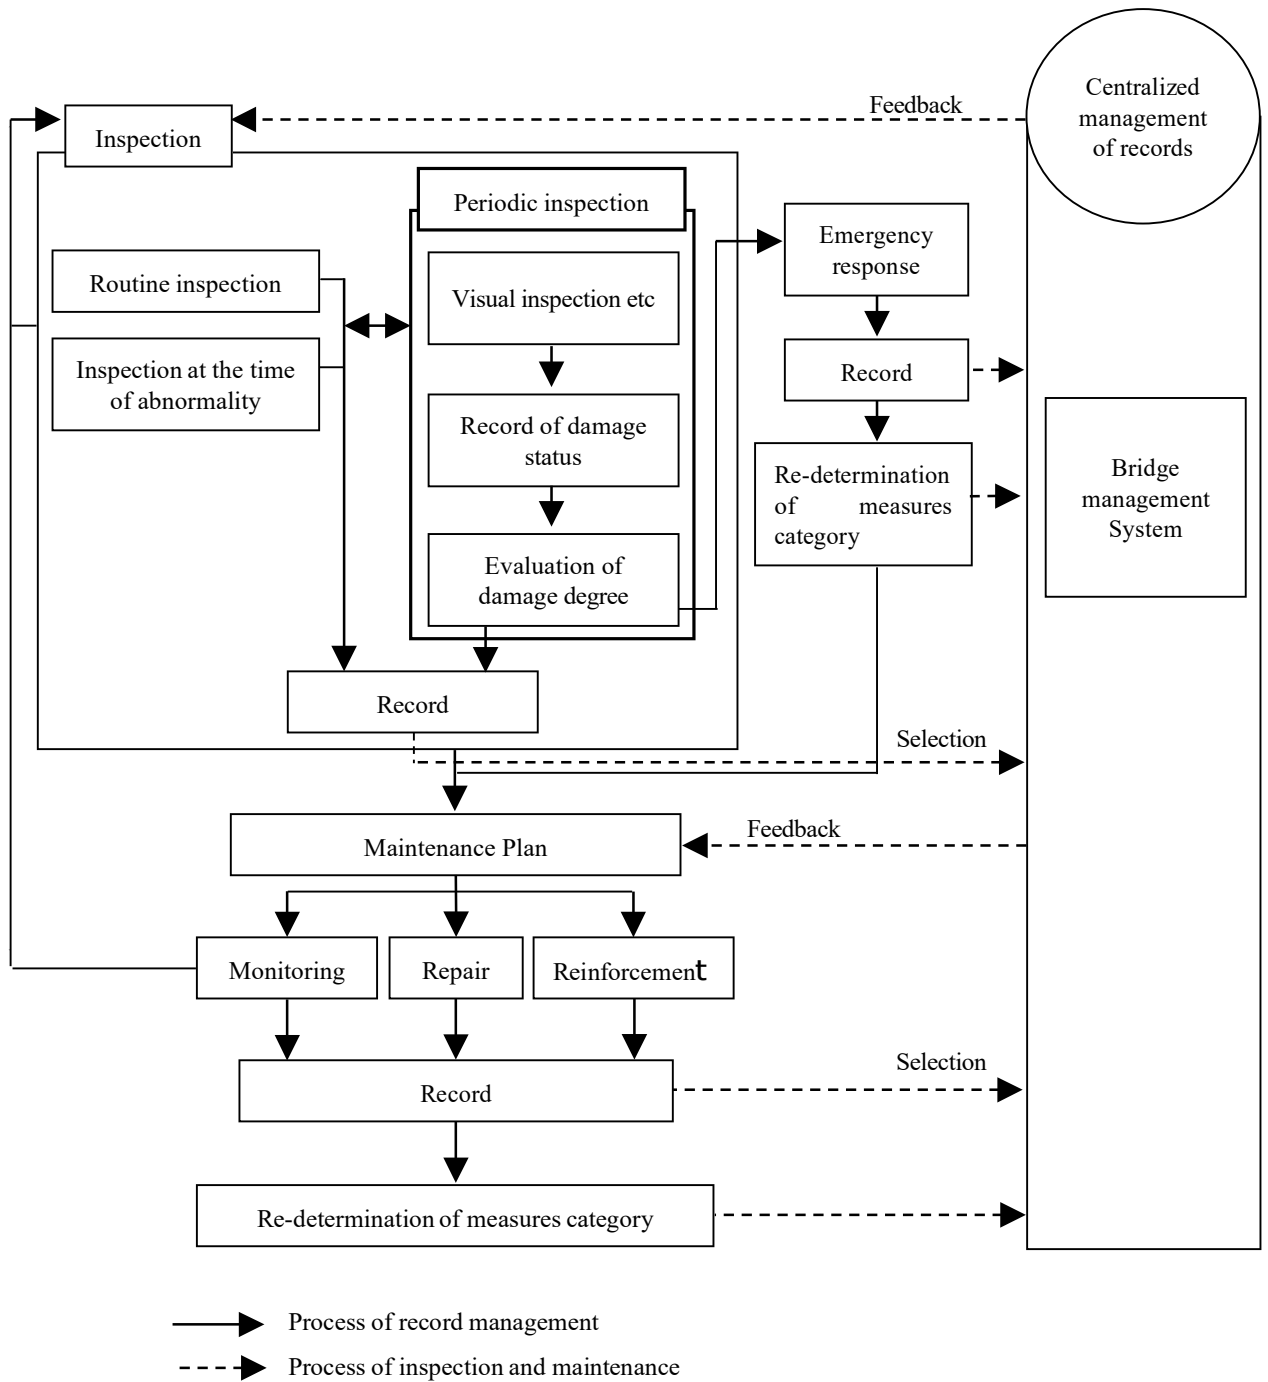 Centralized
management
of records
Feedback
Inspection
Periodic inspection
Emergency
response
Routine inspection
Visual inspection etc
Inspection at the time
of abnormality
Record
Record of damage
status
Re-determination
of measures
category
Bridge
management
System
Evaluation of
damage degree
Record
Selection
Feedback
Maintenance Plan
Monitoring
Repair
Reinforcement
Selection
Record
Re-determination of measures category
Process of record management
Process of inspection and maintenance